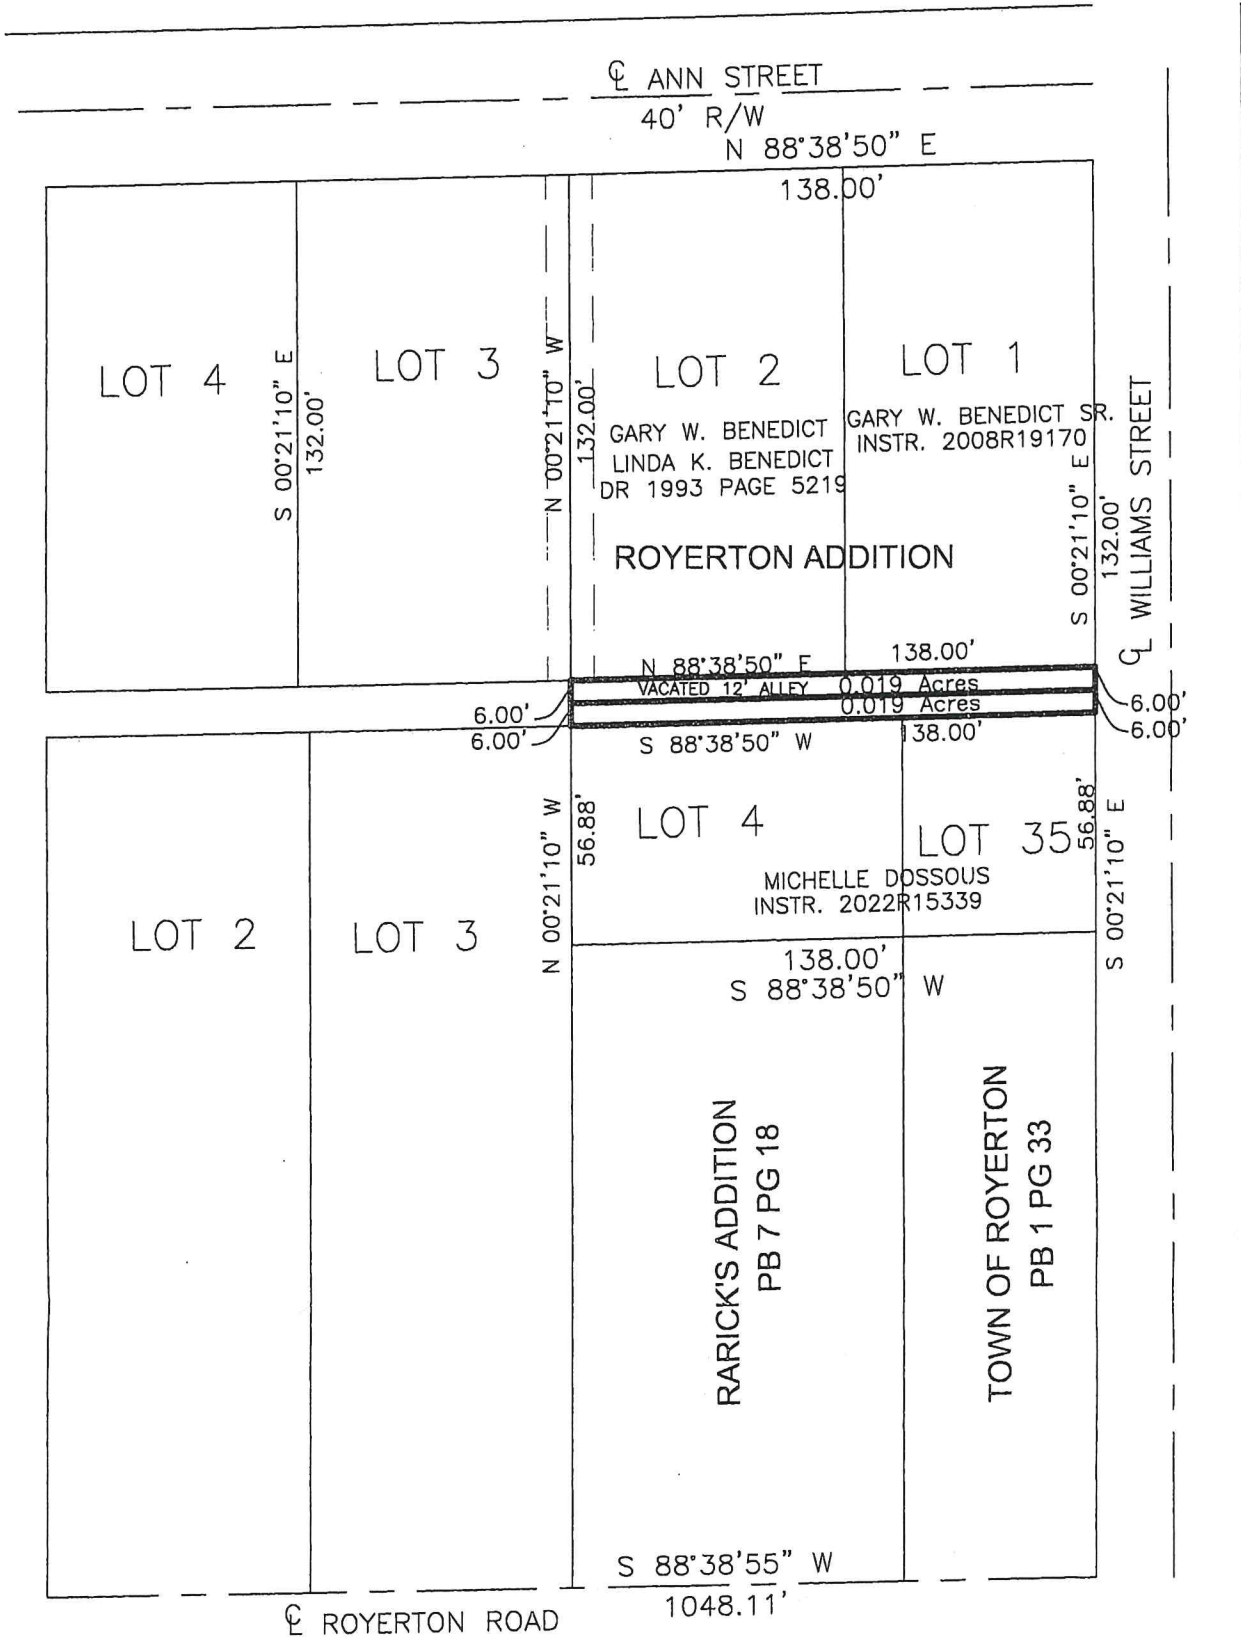 ℄ ANN STREET
40' R/W
N 88°38'50" E
138.00'
LOT 4
S 00°21'10" E
132.00'
LOT 3
N 00°21'10" W
132.00'
LOT 2
GARY W. BENEDICT
LINDA K. BENEDICT
DR 1993 PAGE 5219
LOT 1
GARY W. BENEDICT SR.
INSTR. 2008R19170
S 00°21'10" E
132.00'
℄ WILLIAMS STREET
ROYERTON ADDITION
N 88°38'50" E
138.00'
VACATED 12' ALLEY 0.019 Acres
0.019 Acres
6.00'
6.00'
6.00'
6.00'
S 88°38'50" W
138.00'
N 00°21'10" W
56.88'
LOT 4
LOT 35
56.88'
S 00°21'10" E
MICHELLE DOSSOUS
INSTR. 2022R15339
LOT 2
LOT 3
138.00'
S 88°38'50" W
RARICK'S ADDITION
PB 7 PG 18
TOWN OF ROYERTON
PB 1 PG 33
S 88°38'55" W
1048.11'
℄ ROYERTON ROAD